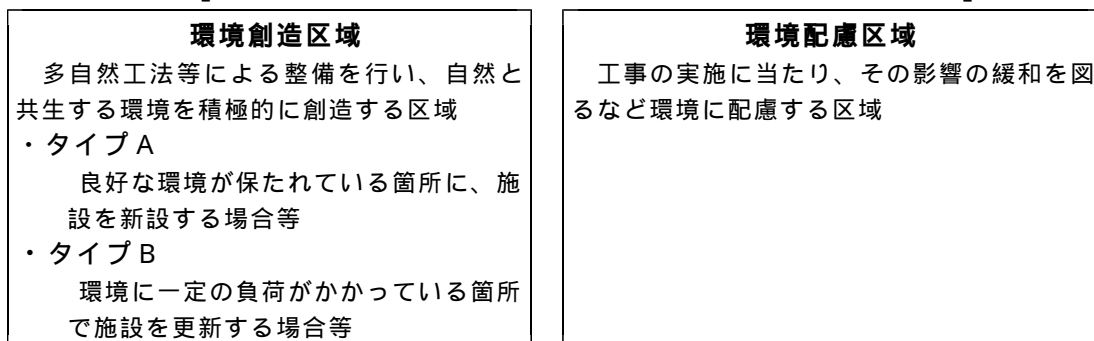 環境創造区域
多自然工法等による整備を行い、自然と
共生する環境を積極的に創造する区域
・タイプA
良好な環境が保たれている箇所に、施
設を新設する場合等
・タイプB
環境に一定の負荷がかかっている箇所
で施設を更新する場合等
環境配慮区域
工事の実施に当たり、その影響の緩和を図
るなど環境に配慮する区域